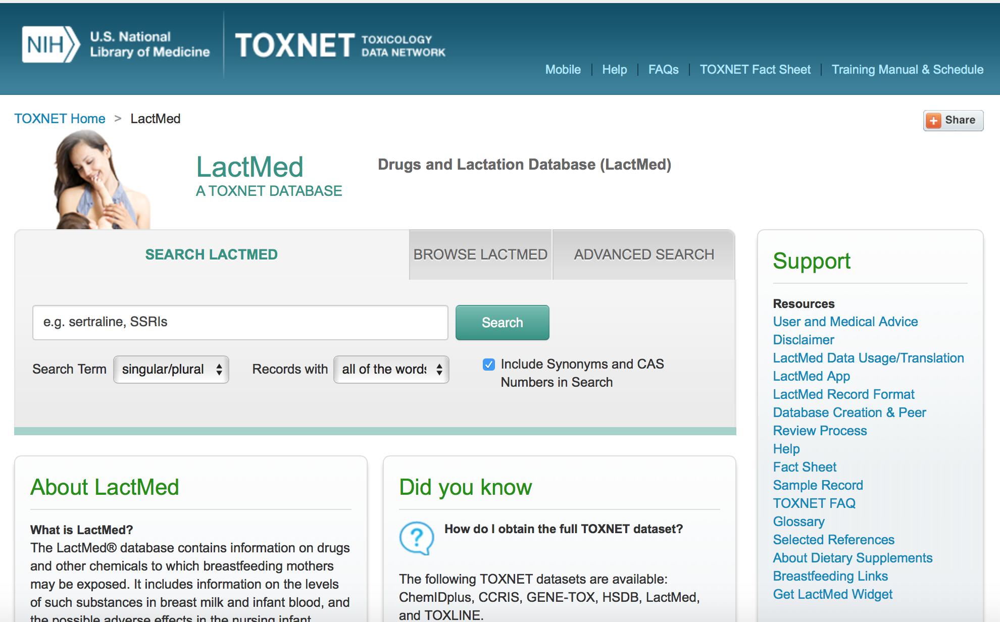 NIH
U.S. National
Library of Medicine
TOXNET
TOXICOLOGY
DATA NETWORK
Mobile
Help
FAQs
TOXNET Fact Sheet
Training Manual & Schedule
TOXNET Home > LactMed
Share
LactMed
A TOXNET DATABASE
Drugs and Lactation Database (LactMed)
SEARCH LACTMED
BROWSE LACTMED
ADVANCED SEARCH
e.g. sertraline, SSRIs
Search
Search Term
singular/plural
Records with
all of the words
Include Synonyms and CAS
Numbers in Search
About LactMed
What is LactMed?
The LactMed® database contains information on drugs
and other chemicals to which breastfeeding mothers
may be exposed. It includes information on the levels
of such substances in breast milk and infant blood, and
the possible adverse effects in the nursing infant.
Did you know
?
How do I obtain the full TOXNET dataset?
The following TOXNET datasets are available:
ChemIDplus, CCRIS, GENE-TOX, HSDB, LactMed,
and TOXLINE.
Support
Resources
User and Medical Advice
Disclaimer
LactMed Data Usage/Translation
LactMed App
LactMed Record Format
Database Creation & Peer
Review Process
Help
Fact Sheet
Sample Record
TOXNET FAQ
Glossary
Selected References
About Dietary Supplements
Breastfeeding Links
Get LactMed Widget